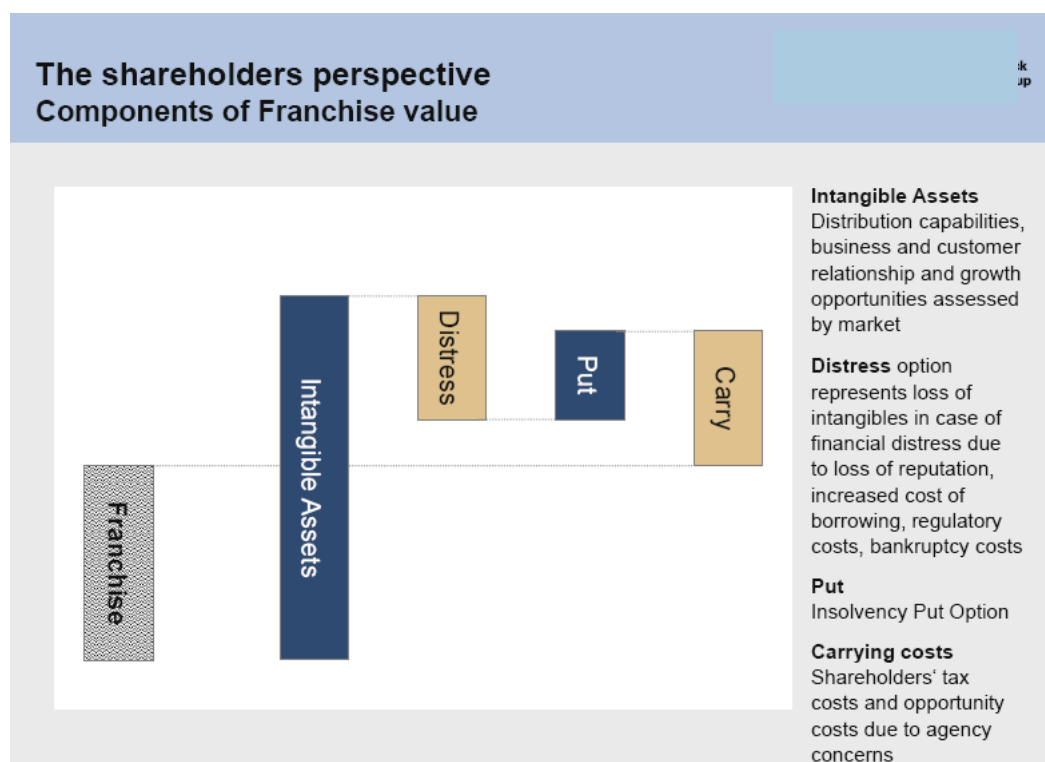 The shareholders perspective
Components of Franchise value
Franchise
Intangible Assets
Distress
Put
Carry
Intangible Assets
Distribution capabilities,
business and customer
relationship and growth
opportunities assessed
by market
Distress option
represents loss of
intangibles in case of
financial distress due
to loss of reputation,
increased cost of
borrowing, regulatory
costs, bankruptcy costs
Put
Insolvency Put Option
Carrying costs
Shareholders‘ tax
costs and opportunity
costs due to agency
concerns